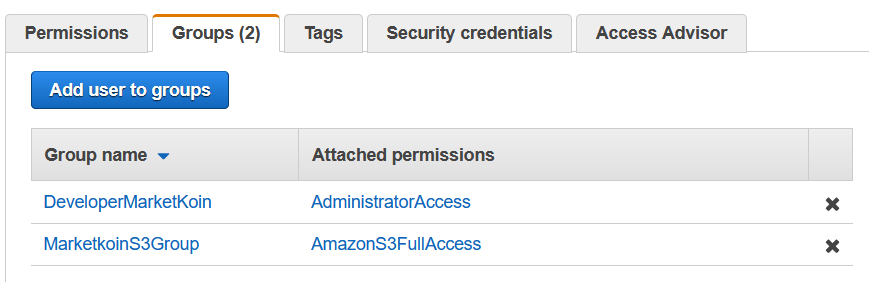 Permissions Groups (2) Tags Security credentials Access Advisor
Add user to groups
Group name Attached permissions
DeveloperMarketKoin AdministratorAccess
MarketkoinS3Group AmazonS3FullAccess